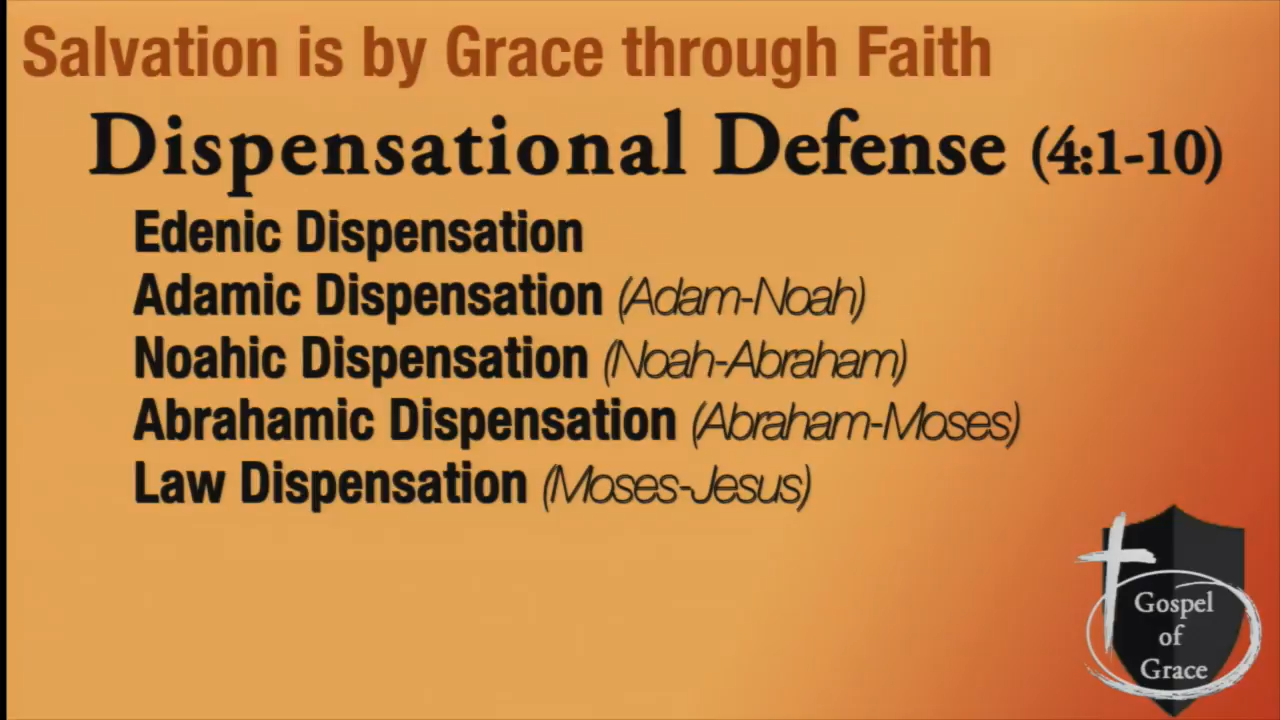 Salvation is by Grace through Faith
Dispensational Defense (4:1-10)
Edenic Dispensation
Adamic Dispensation (Adam-Noah)
Noahic Dispensation (Noah-Abraham)
Abrahamic Dispensation (Abraham-Moses)
Law Dispensation (Moses-Jesus)
Gospel
of
Grace